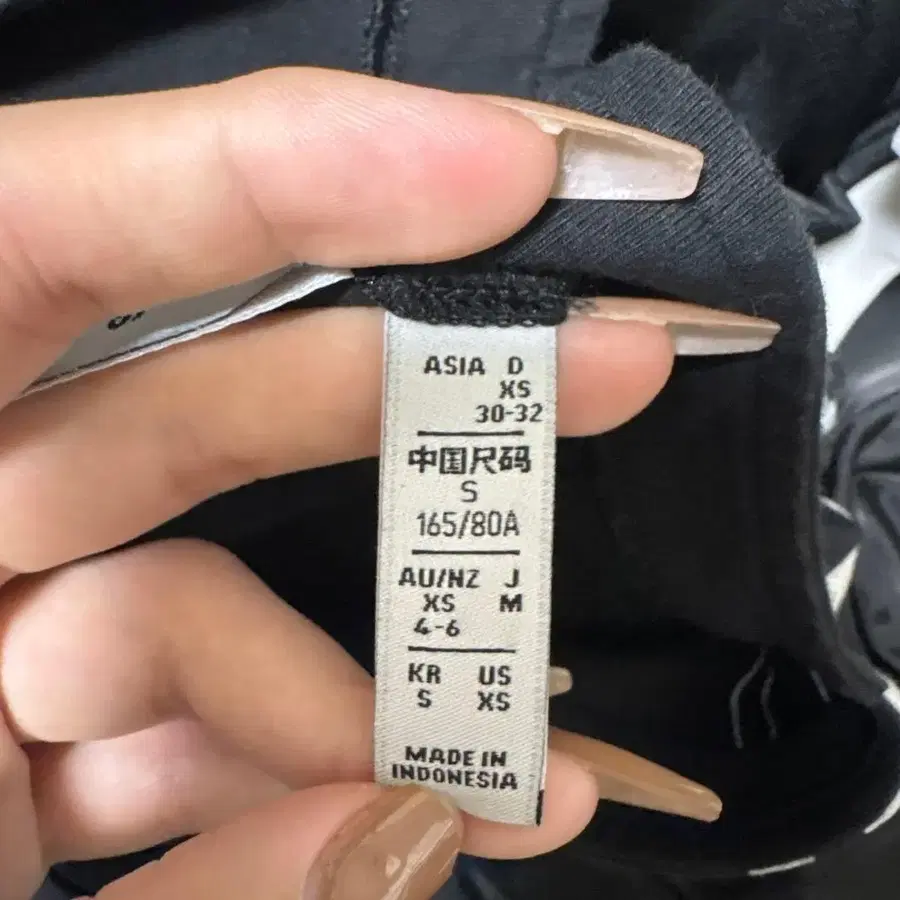 ASIA D
XS
30-32
中国尺码
S
165/80A
AU/NZ J
XS M
4-6
KR US
S XS
MADE IN
INDONESIA